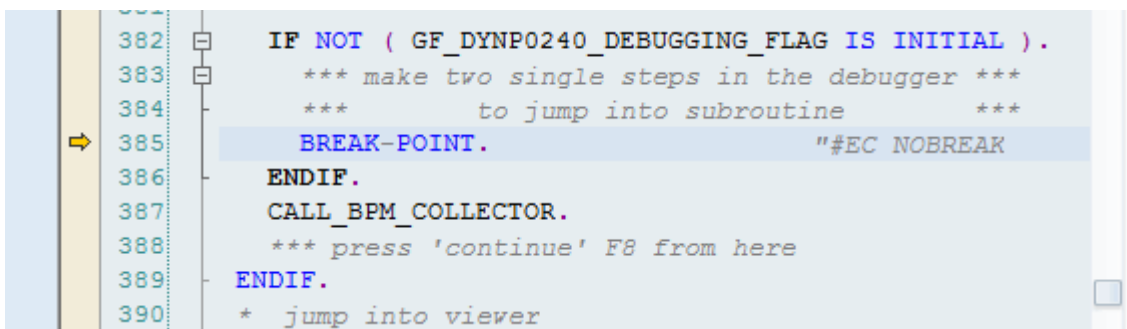 382 IF NOT ( GF_DYNP0240_DEBUGGING_FLAG IS INITIAL ).
383 *** make two single steps in the debugger ***
384 *** to jump into subroutine ***
385 BREAK-POINT. "#EC NOBREAK
386 ENDIF.
387 CALL_BPM_COLLECTOR.
388 *** press 'continue' F8 from here
389 ENDIF.
390 * jump into viewer